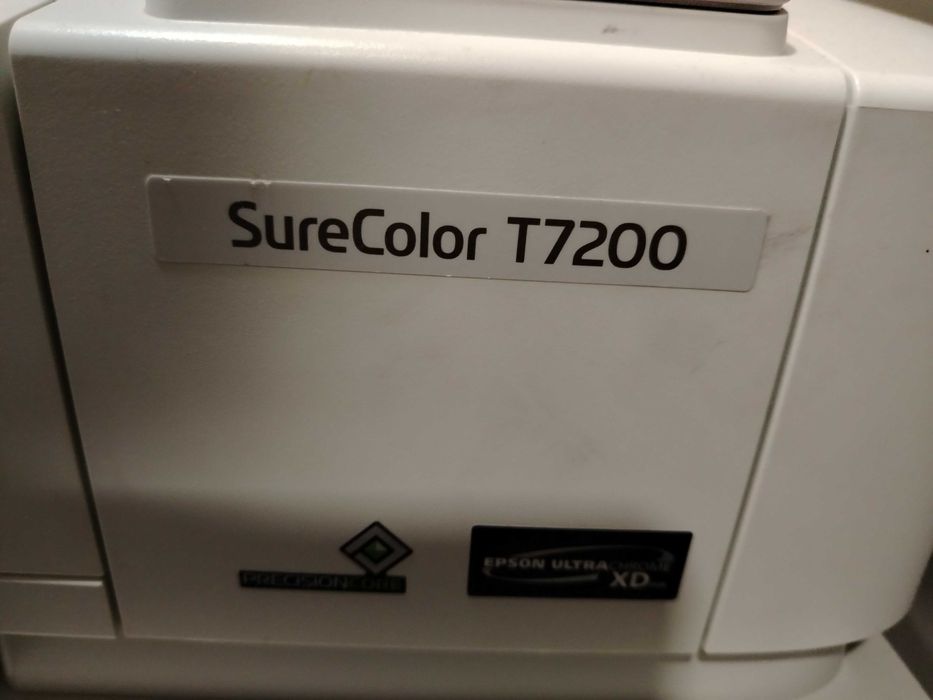 SureColor T7200
PRECISIONCORE
EPSON ULTRACHROME
XD